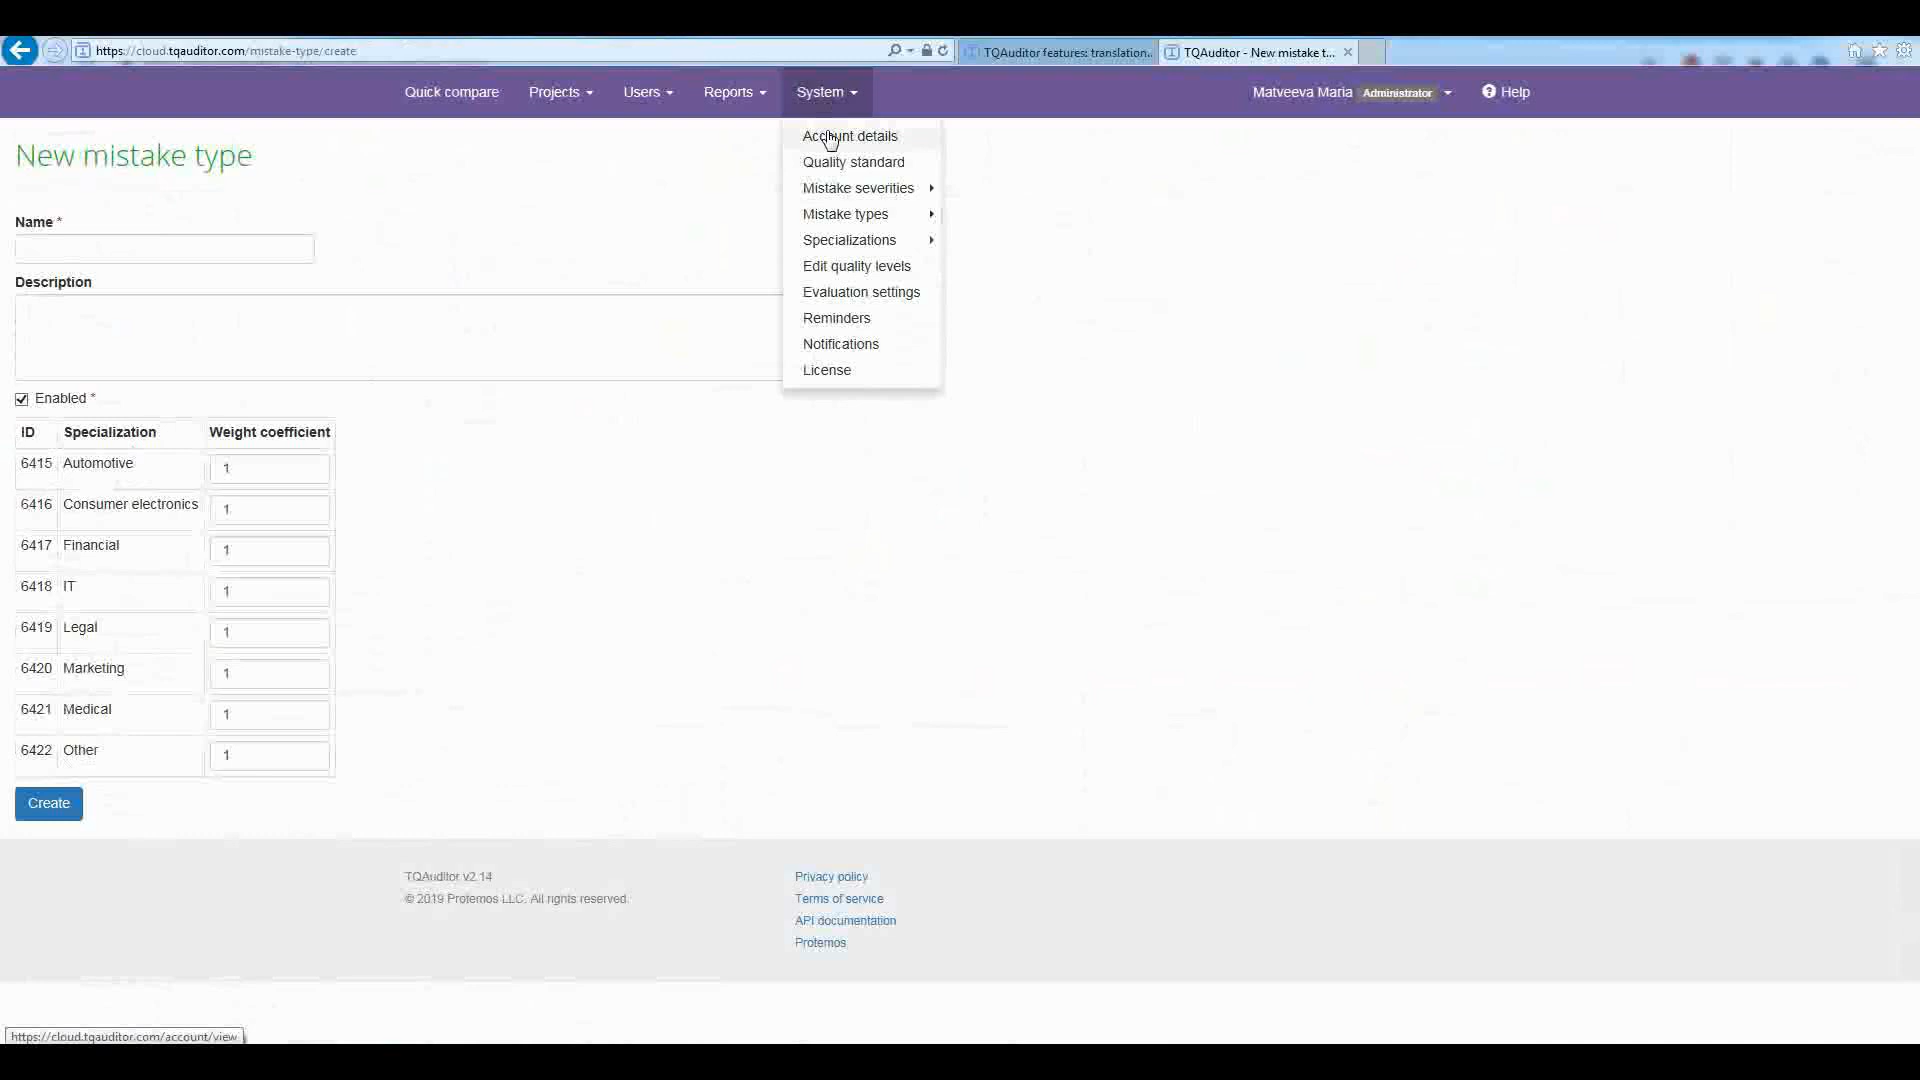 https://cloud.tqauditor.com/mistake-type/create
TQAuditor features: translation...
TQAuditor - New mistake t...
Quick compare
Projects
Users
Reports
System
Matveeva Maria Administrator
Help
New mistake type
Account details
Quality standard
Mistake severities
Mistake types
Specializations
Edit quality levels
Evaluation settings
Reminders
Notifications
License
Name *
Description
Enabled *
ID Specialization Weight coefficient
6415 Automotive 1
6416 Consumer electronics 1
6417 Financial 1
6418 IT 1
6419 Legal 1
6420 Marketing 1
6421 Medical 1
6422 Other 1
Create
TQAuditor v2.14
© 2019 Protemos LLC. All rights reserved.
Privacy policy
Terms of service
API documentation
Protemos
https://cloud.tqauditor.com/account/view